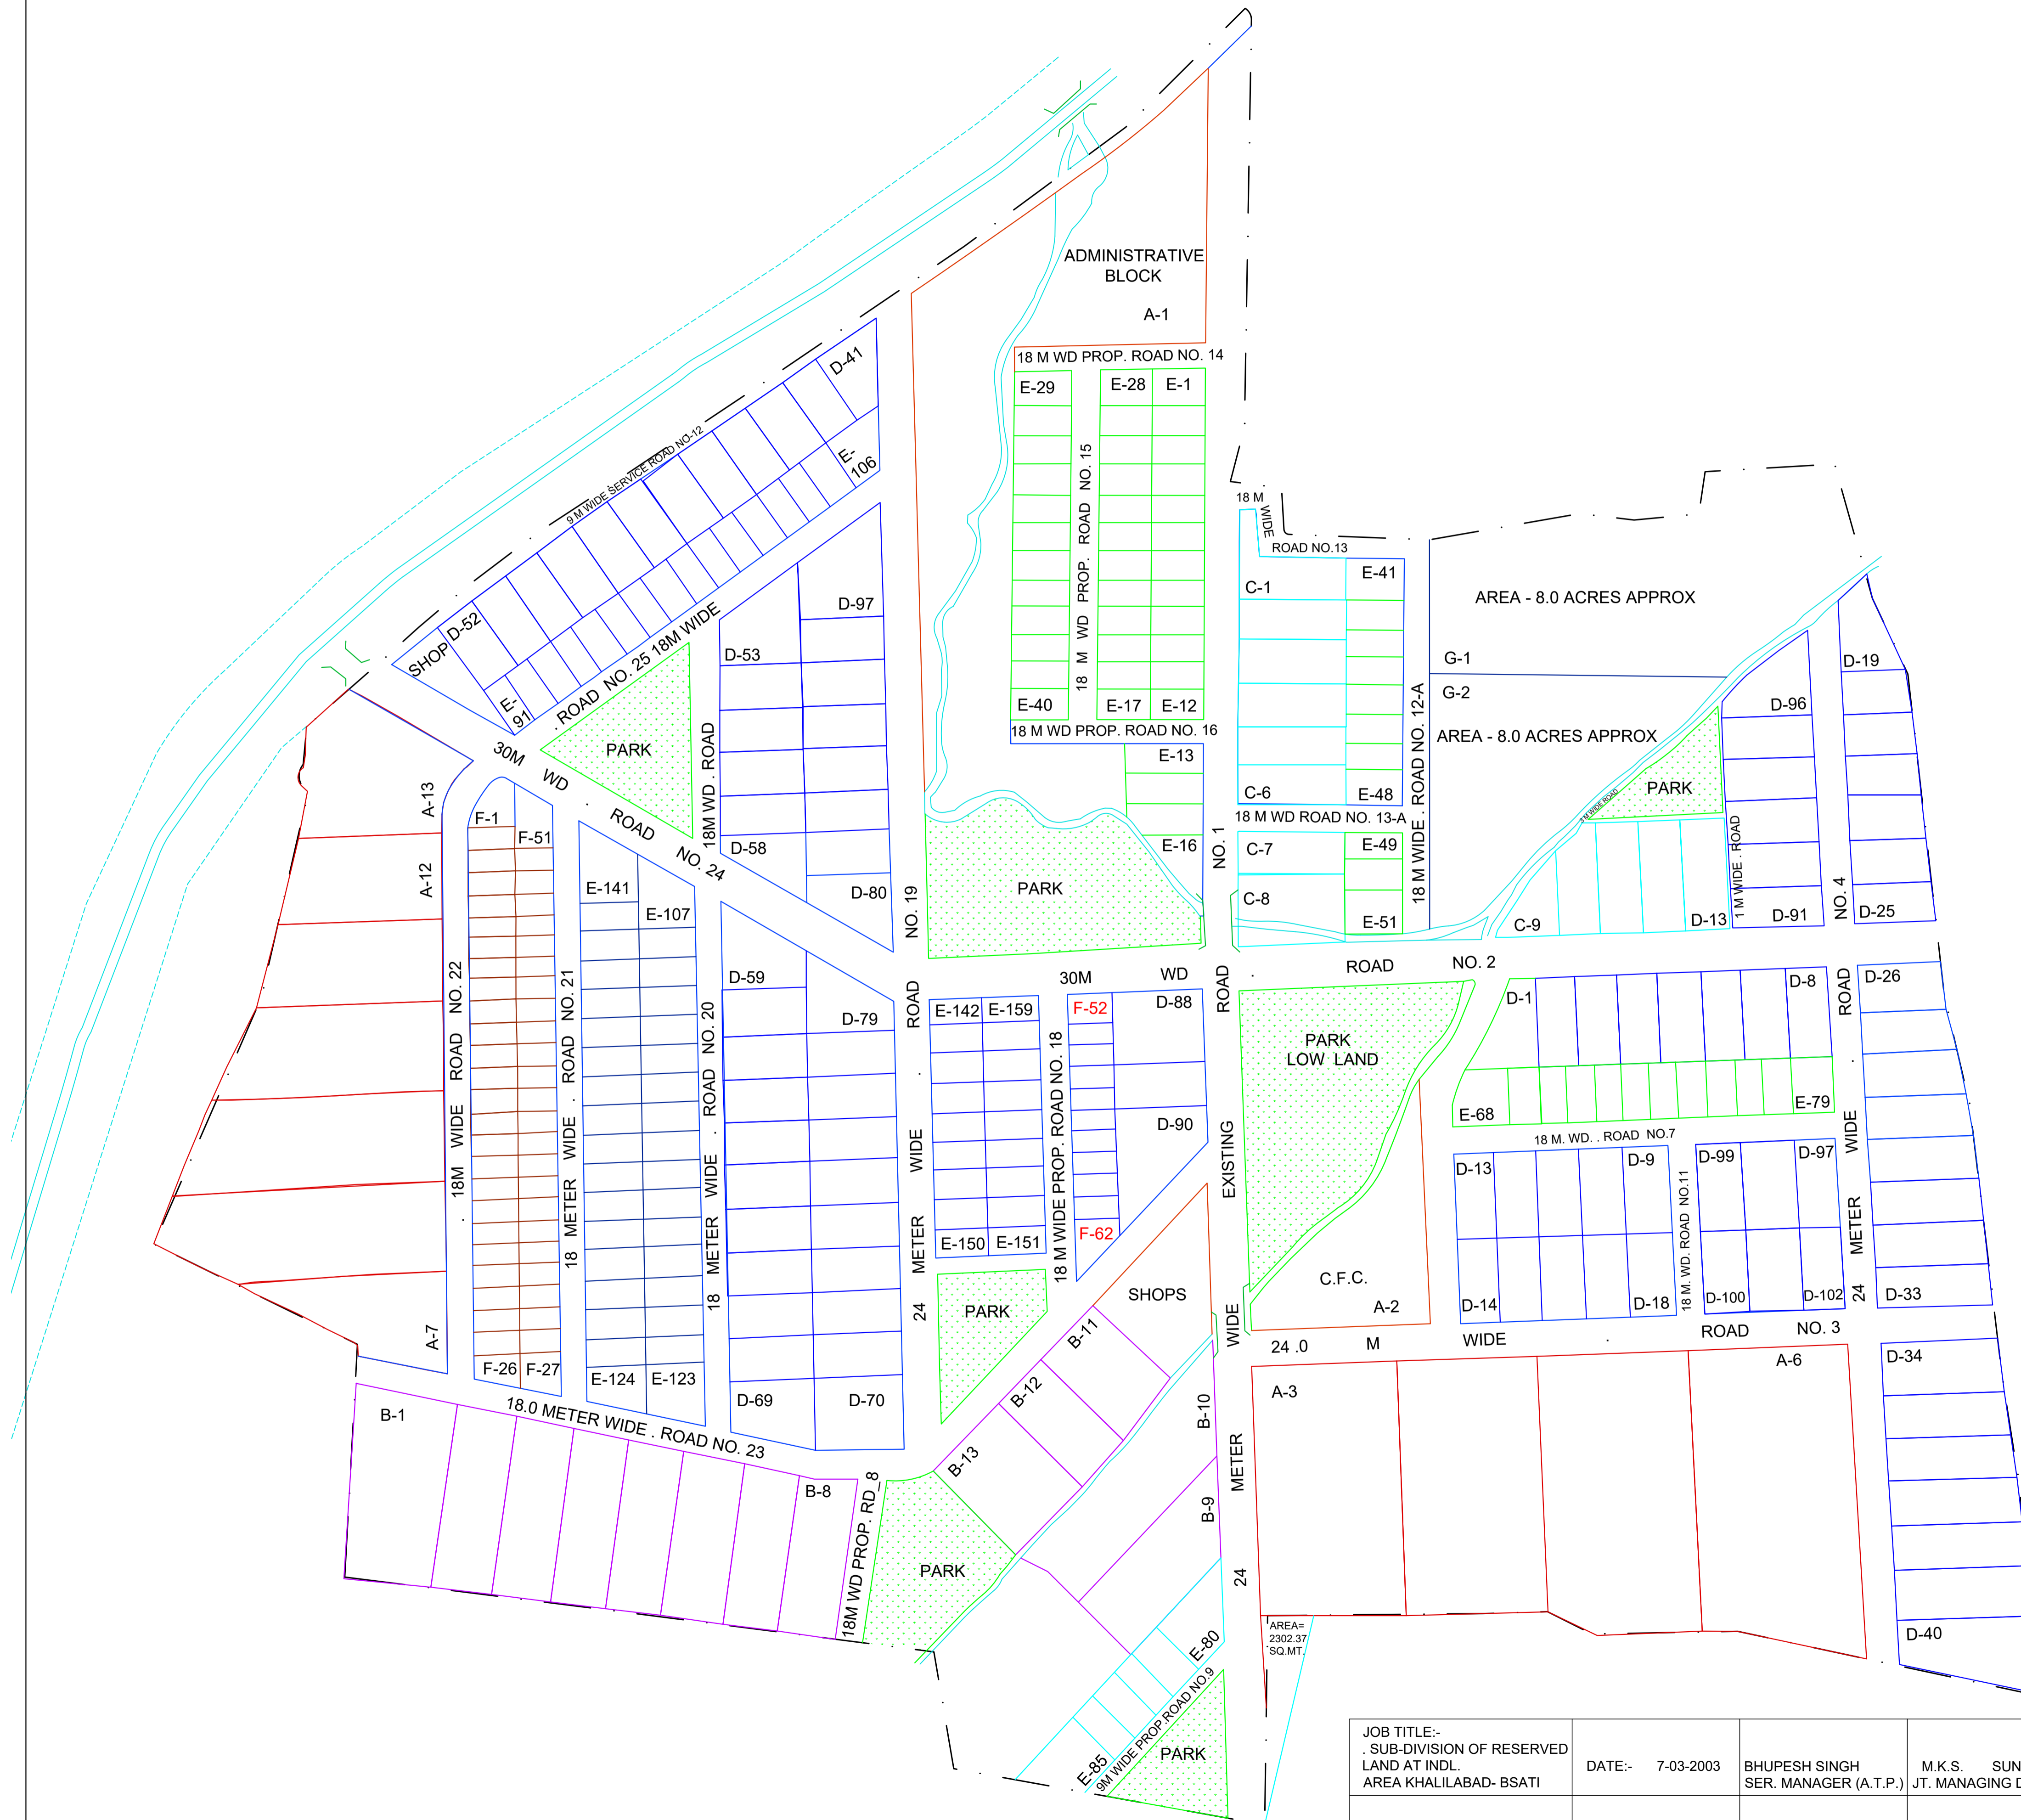 ADMINISTRATIVE
BLOCK
A-1
18 M WD PROP. ROAD NO. 14
E-29
E-28
E-1
18 M WD PROP. ROAD NO. 15
E-40
E-17
E-12
18 M WD PROP. ROAD NO. 16
E-13
E-16
PARK
D-41
E-
106
9 M WIDE SERVICE ROAD NO-12
D-52
SHOP
E-
91
ROAD NO. 25 18M WIDE
PARK
30M WD . ROAD NO. 24
18M WD . ROAD
D-97
D-53
D-58
D-80
18 M
WIDE
ROAD NO.13
C-1
E-41
C-6
E-48
18 M WD ROAD NO. 13-A
C-7
E-49
C-8
E-51
18 M WIDE . ROAD NO. 12-A
AREA - 8.0 ACRES APPROX
G-1
G-2
AREA - 8.0 ACRES APPROX
PARK
7 M WIDE ROAD
C-9
D-13
1 M WIDE . ROAD
D-96
D-91
D-19
D-25
NO. 4 ROAD . WIDE METER 24
A-13
A-12
A-7
18M WIDE ROAD NO. 22
F-1
F-51
F-26
F-27
18 METER WIDE . ROAD NO. 21
E-141
E-107
E-124
E-123
18 METER WIDE . ROAD NO. 20
D-59
D-79
D-69
D-70
24 METER WIDE . ROAD NO. 19
E-142
E-159
E-150
E-151
18 M WIDE PROP. ROAD NO. 18
F-52
F-62
D-88
D-90
30M WD . ROAD NO. 2
PARK
SHOPS
24 METER 24 METER WIDE EXISTING ROAD NO. 1
PARK
LOW LAND
C.F.C.
A-2
D-1
D-8
E-68
E-79
18 M. WD. . ROAD NO.7
D-13
D-9
D-14
D-18
18 M. WD. ROAD NO.11
D-99
D-97
D-100
D-102
D-26
D-33
24 .0 M WIDE . ROAD NO. 3
A-3
A-6
D-34
D-40
B-1
B-8
18.0 METER WIDE . ROAD NO. 23
18M WD PROP. RD_8
PARK
B-11
B-12
B-13
B-10
B-9
E-80
E-85
9M WIDE PROP.ROAD NO.9
PARK
AREA=
2302.37
SQ.MT.
JOB TITLE:-
. SUB-DIVISION OF RESERVED
LAND AT INDL.
AREA KHALILABAD- BSATI
DATE:- 7-03-2003
BHUPESH SINGH
SER. MANAGER (A.T.P.)
M.K.S. SUN
JT. MANAGING D